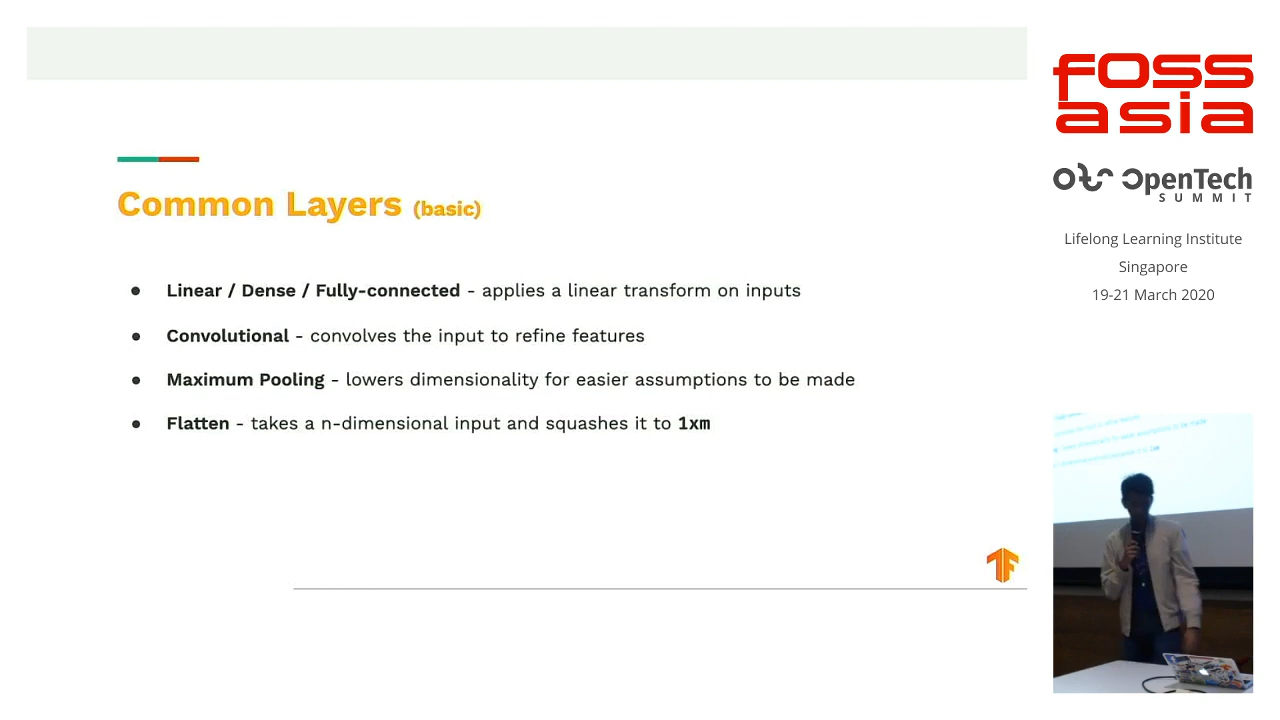 Common Layers (basic)
● Linear / Dense / Fully-connected - applies a linear transform on inputs
● Convolutional - convolves the input to refine features
● Maximum Pooling - lowers dimensionality for easier assumptions to be made
● Flatten - takes a n-dimensional input and squashes it to 1xm
foss
asia
OpenTech
SUMMIT
Lifelong Learning Institute
Singapore
19-21 March 2020